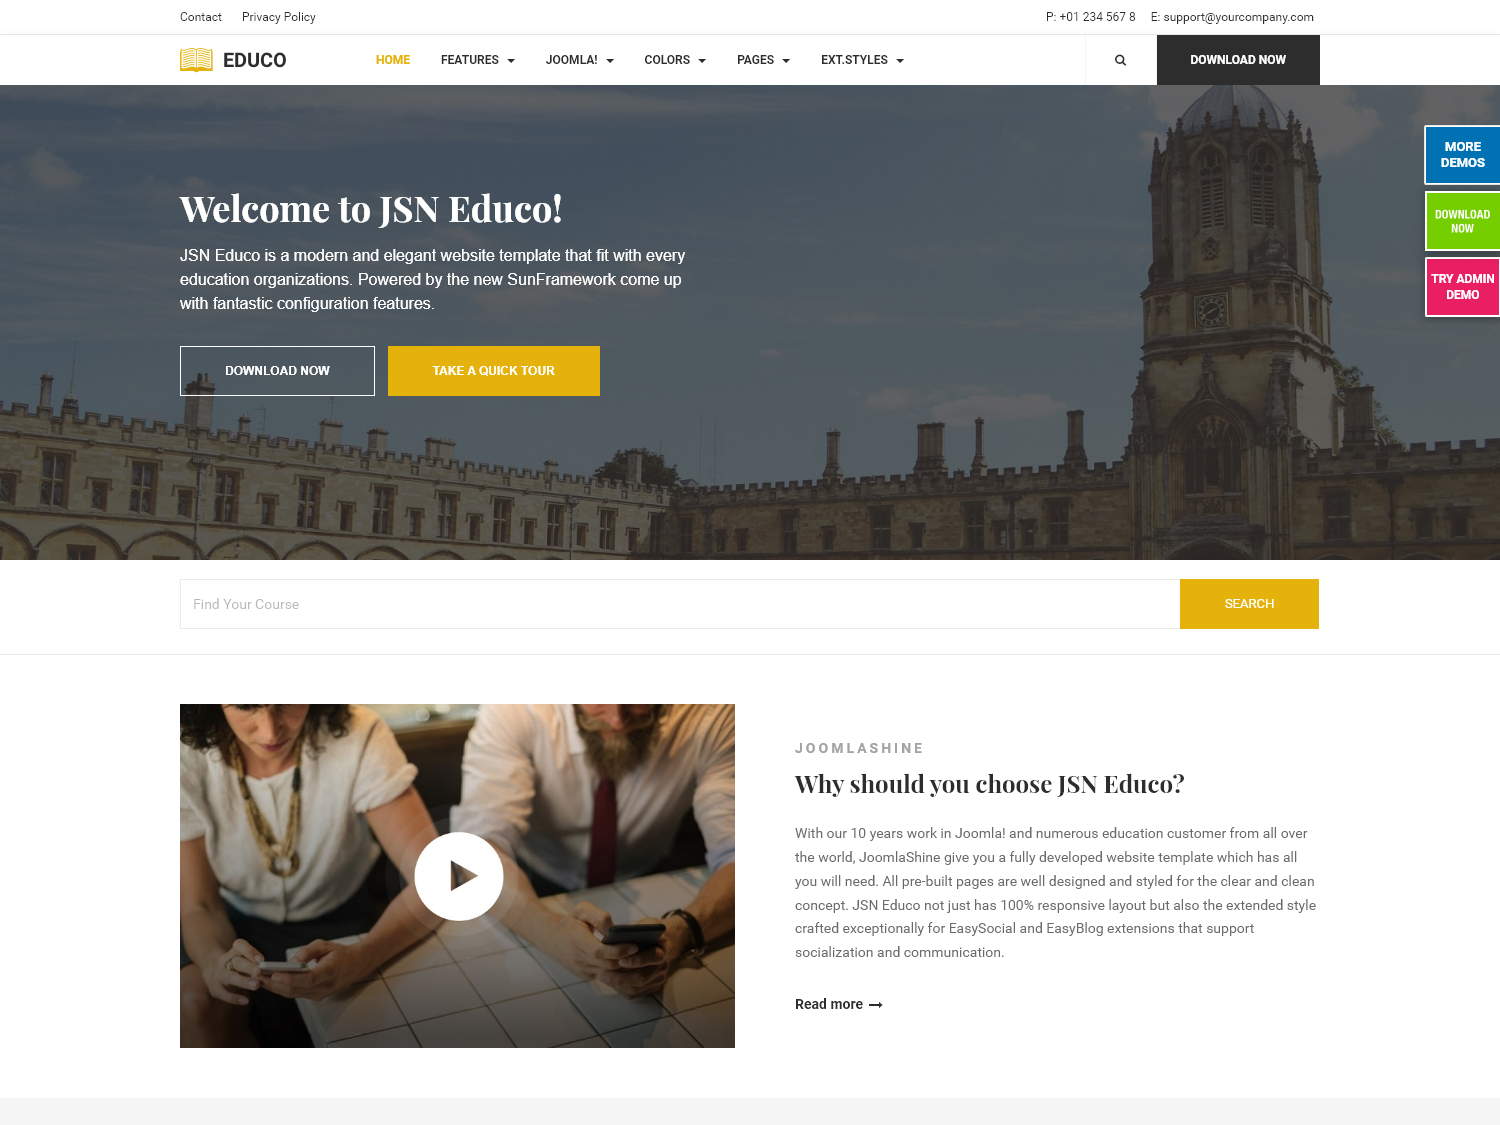 Contact Privacy Policy P: +01 234 567 8 E: support@yourcompany.com
EDUCO HOME FEATURES JOOMLA! COLORS PAGES EXT.STYLES DOWNLOAD NOW
MORE
DEMOS
DOWNLOAD
NOW
TRY ADMIN
DEMO
Welcome to JSN Educo!
JSN Educo is a modern and elegant website template that fit with every
education organizations. Powered by the new SunFramework come up
with fantastic configuration features.
DOWNLOAD NOW TAKE A QUICK TOUR
Find Your Course SEARCH
JOOMLASHINE
Why should you choose JSN Educo?
With our 10 years work in Joomla! and numerous education customer from all over
the world, JoomlaShine give you a fully developed website template which has all
you will need. All pre-built pages are well designed and styled for the clear and clean
concept. JSN Educo not just has 100% responsive layout but also the extended style
crafted exceptionally for EasySocial and EasyBlog extensions that support
socialization and communication.
Read more